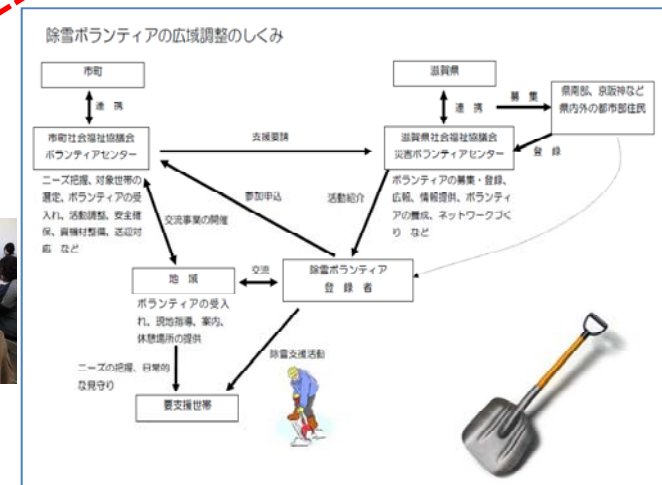 除雪ボランティアの広域調整のしくみ
市町
滋賀県
県南部、京阪神など
県内外の都市部住民
連携
連携
募集
登録
市町社会福祉協議会
ボランティアセンター
支援要請
滋賀県社会福祉協議会
災害ボランティアセンター
ニーズ把握、対象世帯の
選定、ボランティアの受
入れ、活動調整、安全確
保、資機材整備、送迎対
応 など
参加申込
活動紹介
ボランティアの募集・登録、
広報、情報提供、ボランティ
アの養成、ネットワークづく
り など
交流事業の開催
地域
交流
除雪ボランティア
登録者
ボランティアの受入
れ、現地指導、案内、
休憩場所の提供
除雪支援活動
ニーズの把握、日常的
な見守り
要支援世帯